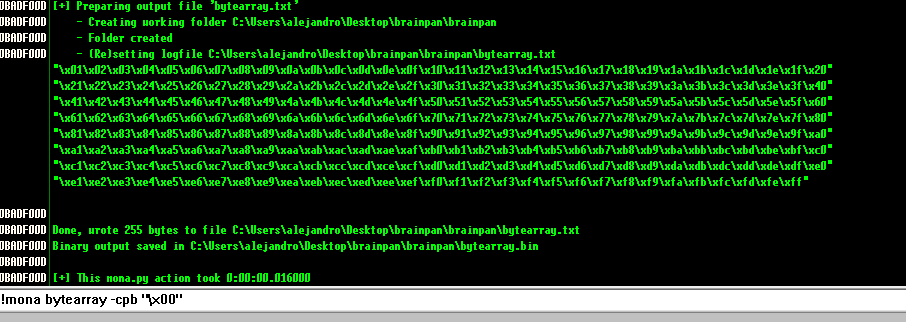 0BADF00D [+] Preparing output file 'bytearray.txt'
0BADF00D     - Creating working folder C:\Users\alejandro\Desktop\brainpan\brainpan
0BADF00D     - Folder created
0BADF00D     - (Re)setting logfile C:\Users\alejandro\Desktop\brainpan\brainpan\bytearray.txt
"\x01\x02\x03\x04\x05\x06\x07\x08\x09\x0a\x0b\x0c\x0d\x0e\x0f\x10\x11\x12\x13\x14\x15\x16\x17\x18\x19\x1a\x1b\x1c\x1d\x1e\x1f\x20"
"\x21\x22\x23\x24\x25\x26\x27\x28\x29\x2a\x2b\x2c\x2d\x2e\x2f\x30\x31\x32\x33\x34\x35\x36\x37\x38\x39\x3a\x3b\x3c\x3d\x3e\x3f\x40"
"\x41\x42\x43\x44\x45\x46\x47\x48\x49\x4a\x4b\x4c\x4d\x4e\x4f\x50\x51\x52\x53\x54\x55\x56\x57\x58\x59\x5a\x5b\x5c\x5d\x5e\x5f\x60"
"\x61\x62\x63\x64\x65\x66\x67\x68\x69\x6a\x6b\x6c\x6d\x6e\x6f\x70\x71\x72\x73\x74\x75\x76\x77\x78\x79\x7a\x7b\x7c\x7d\x7e\x7f\x80"
"\x81\x82\x83\x84\x85\x86\x87\x88\x89\x8a\x8b\x8c\x8d\x8e\x8f\x90\x91\x92\x93\x94\x95\x96\x97\x98\x99\x9a\x9b\x9c\x9d\x9e\x9f\xa0"
"\xa1\xa2\xa3\xa4\xa5\xa6\xa7\xa8\xa9\xaa\xab\xac\xad\xae\xaf\xb0\xb1\xb2\xb3\xb4\xb5\xb6\xb7\xb8\xb9\xba\xbb\xbc\xbd\xbe\xbf\xc0"
"\xc1\xc2\xc3\xc4\xc5\xc6\xc7\xc8\xc9\xca\xcb\xcc\xcd\xce\xcf\xd0\xd1\xd2\xd3\xd4\xd5\xd6\xd7\xd8\xd9\xda\xdb\xdc\xdd\xde\xdf\xe0"
"\xe1\xe2\xe3\xe4\xe5\xe6\xe7\xe8\xe9\xea\xeb\xec\xed\xee\xef\xf0\xf1\xf2\xf3\xf4\xf5\xf6\xf7\xf8\xf9\xfa\xfb\xfc\xfd\xfe\xff"
0BADF00D
0BADF00D Done, wrote 255 bytes to file C:\Users\alejandro\Desktop\brainpan\brainpan\bytearray.txt
0BADF00D Binary output saved in C:\Users\alejandro\Desktop\brainpan\brainpan\bytearray.bin
0BADF00D
0BADF00D [+] This mona.py action took 0:00:00.016000
!mona bytearray -cpb "\x00"